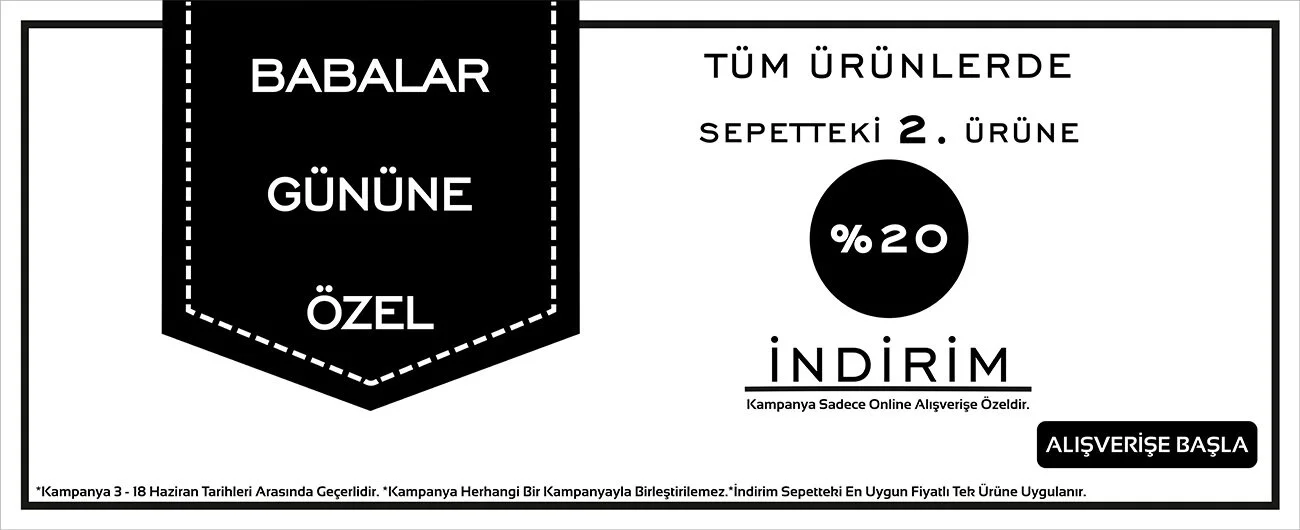 BABALAR
GÜNÜNE
ÖZEL
TÜM ÜRÜNLERDE
SEPETTEKİ 2. ÜRÜNE
%20
İNDİRİM
Kampanya Sadece Online Alışverişe Özeldir.
ALIŞVERİŞE BAŞLA
*Kampanya 3 - 18 Haziran Tarihleri Arasında Geçerlidir. *Kampanya Herhangi Bir Kampanyayla Birleştirilemez.*İndirim Sepetteki En Uygun Fiyatlı Tek Ürüne Uygulanır.